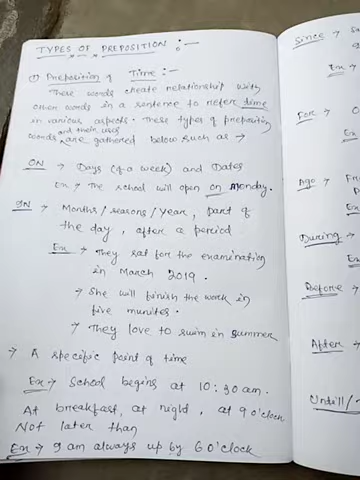 TYPES OF PREPOSITION :—
① Preposition of Time :—
These words create relationship with
other words in a sentence to refer time
in various aspects. These types of preposition
and their uses
words are gathered below such as →
ON → Days (of a week) and Dates
Ex → The school will open on Monday.
IN → Months / seasons / Year, part of
the day, after a period.
Ex → They sat for the examination
in March 2019.
→ She will finish the work in
five munites.
→ They love to swim in summer
→ A specific point of time
Ex → School begins at 10:30 am.
At breakfast, at night, at 9 o'clock
Not later than
Ex → I am always up by 6 o'clock
Since →
Ex →
For →
Ago →
During →
Before →
After →